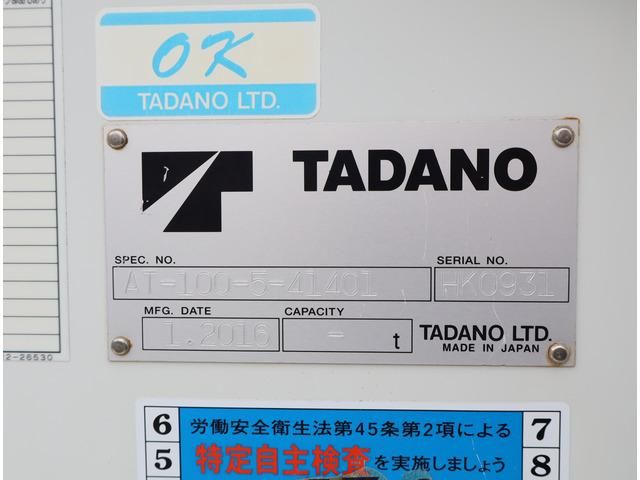 OK
TADANO LTD.
TADANO
SPEC. NO.
SERIAL NO.
AT-100-5-41401
HK0931
MFG. DATE
CAPACITY
1.2016
- t
TADANO LTD.
MADE IN JAPAN
2-26530
6 労働安全衛生法第45条第2項による 7
5 特定自主検査を実施しましょう 8